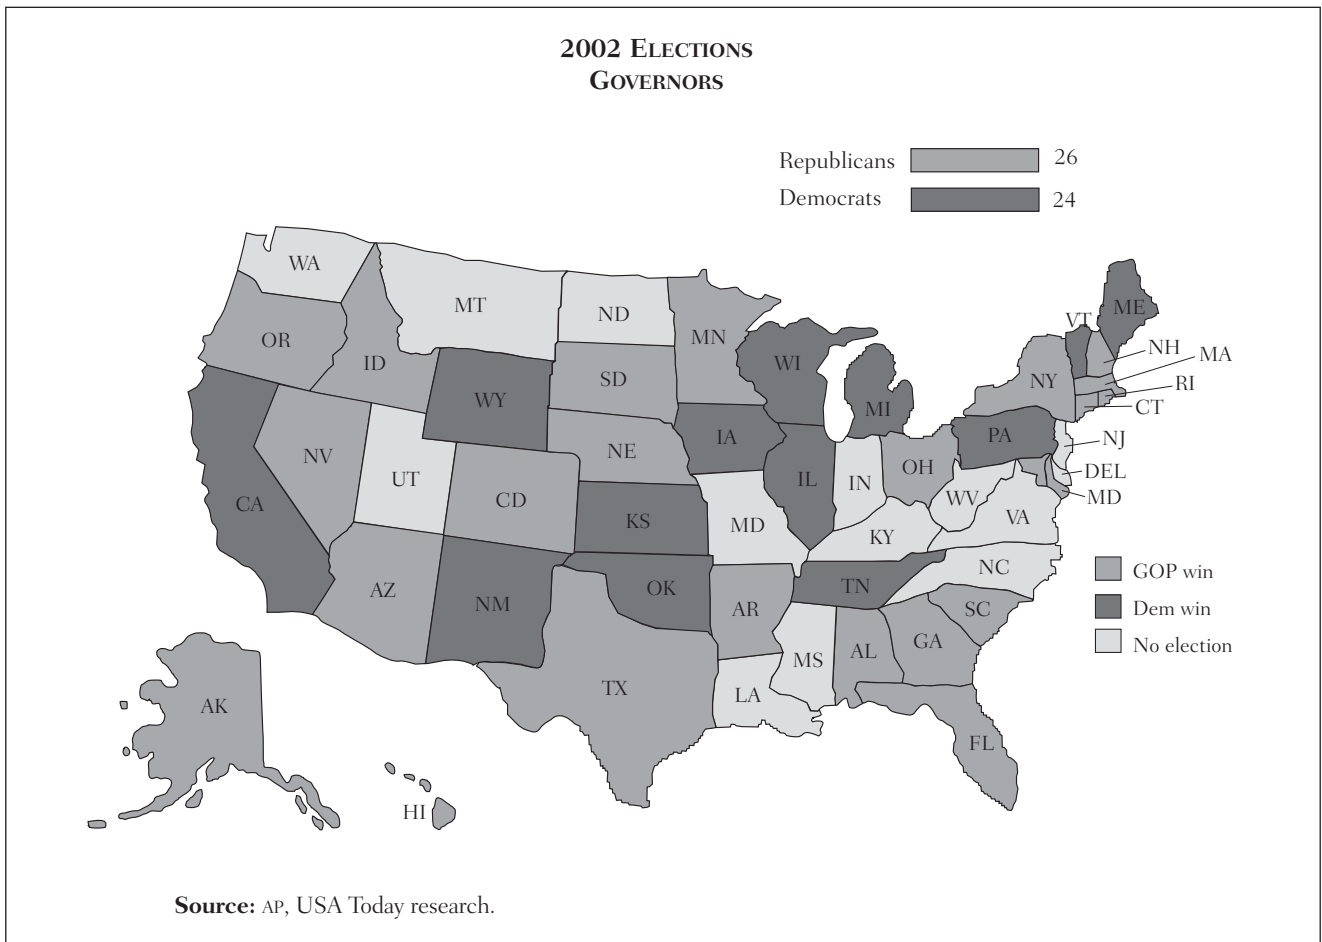 2002 ELECTIONS
GOVERNORS
Republicans 26
Democrats 24
WA
MT
ND
MN
OR
ID
SD
WI
MI
NY
VT
ME
NH
MA
RI
CT
WY
NE
IA
PA
NJ
DEL
MD
NV
UT
CD
KS
MD
IL
IN
OH
WV
VA
KY
CA
AZ
NM
OK
AR
TN
NC
SC
TX
LA
MS
AL
GA
FL
AK
HI
GOP win
Dem win
No election
Source: AP, USA Today research.